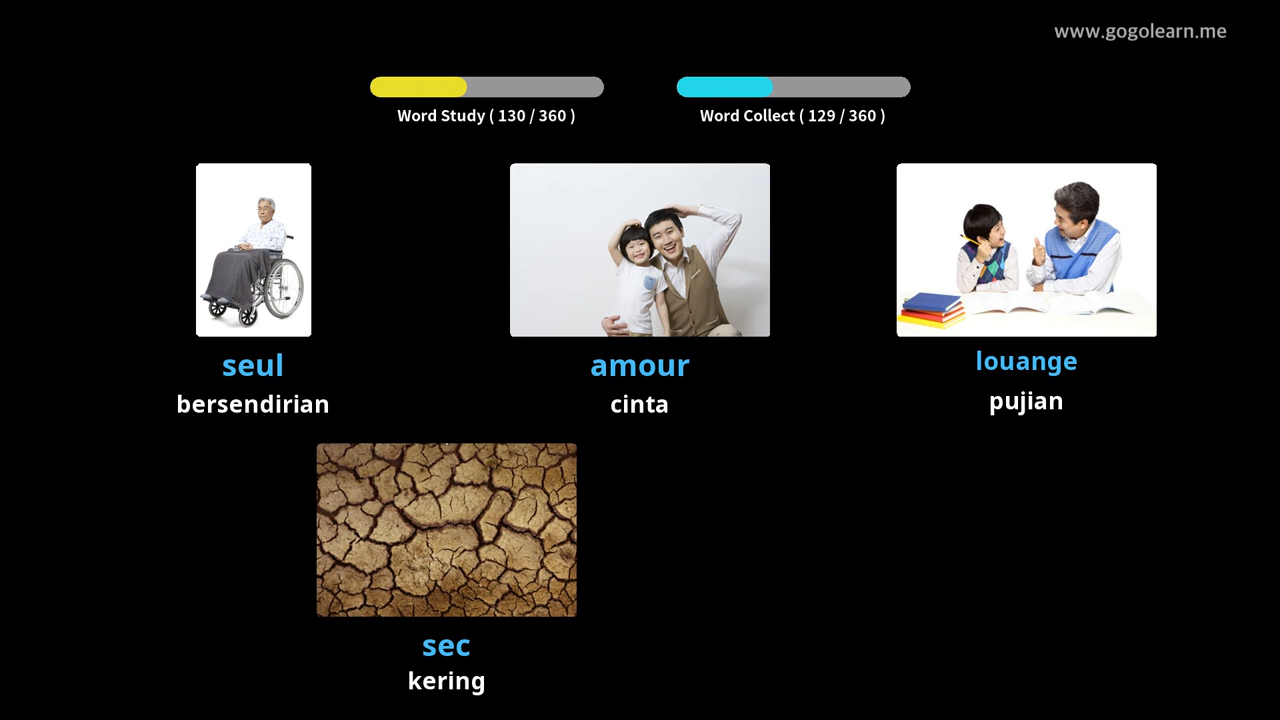 www.gogolearn.me
Word Study ( 130 / 360 )
Word Collect ( 129 / 360 )
seul
bersendirian
amour
cinta
louange
pujian
sec
kering